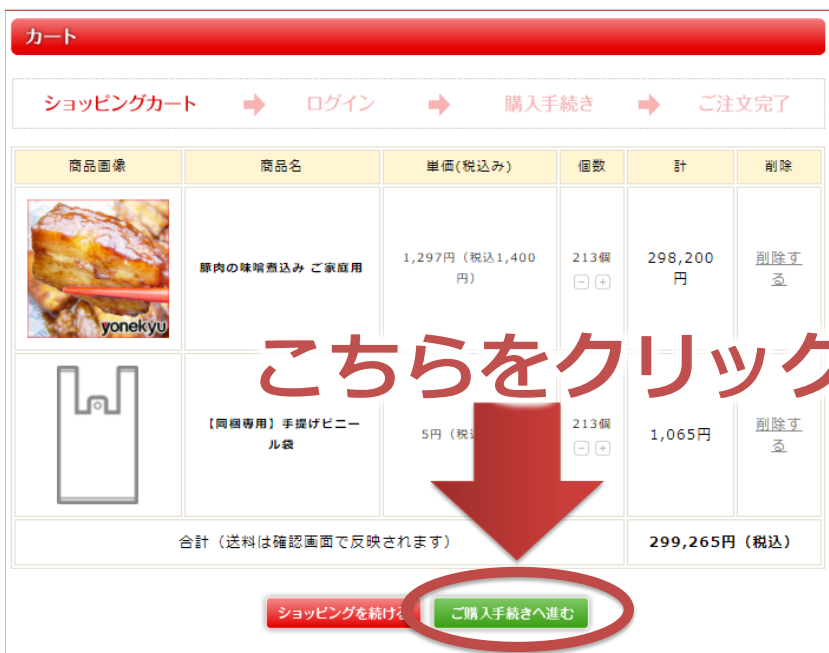 カート
ショッピングカート ➡ ログイン ➡ 購入手続き ➡ ご注文完了
商品画像 商品名 単価(税込み) 個数 計 削除
yonekyu
豚肉の味噌煮込み ご家庭用
1,297円（税込1,400
円）
213個
- +
298,200
円
削除す
る
こちらをクリック
【同梱専用】手提げビニー
ル袋
5円（税
213個
- +
1,065円
削除す
る
合計（送料は確認画面で反映されます） 299,265円（税込）
ショッピングを続ける ご購入手続きへ進む